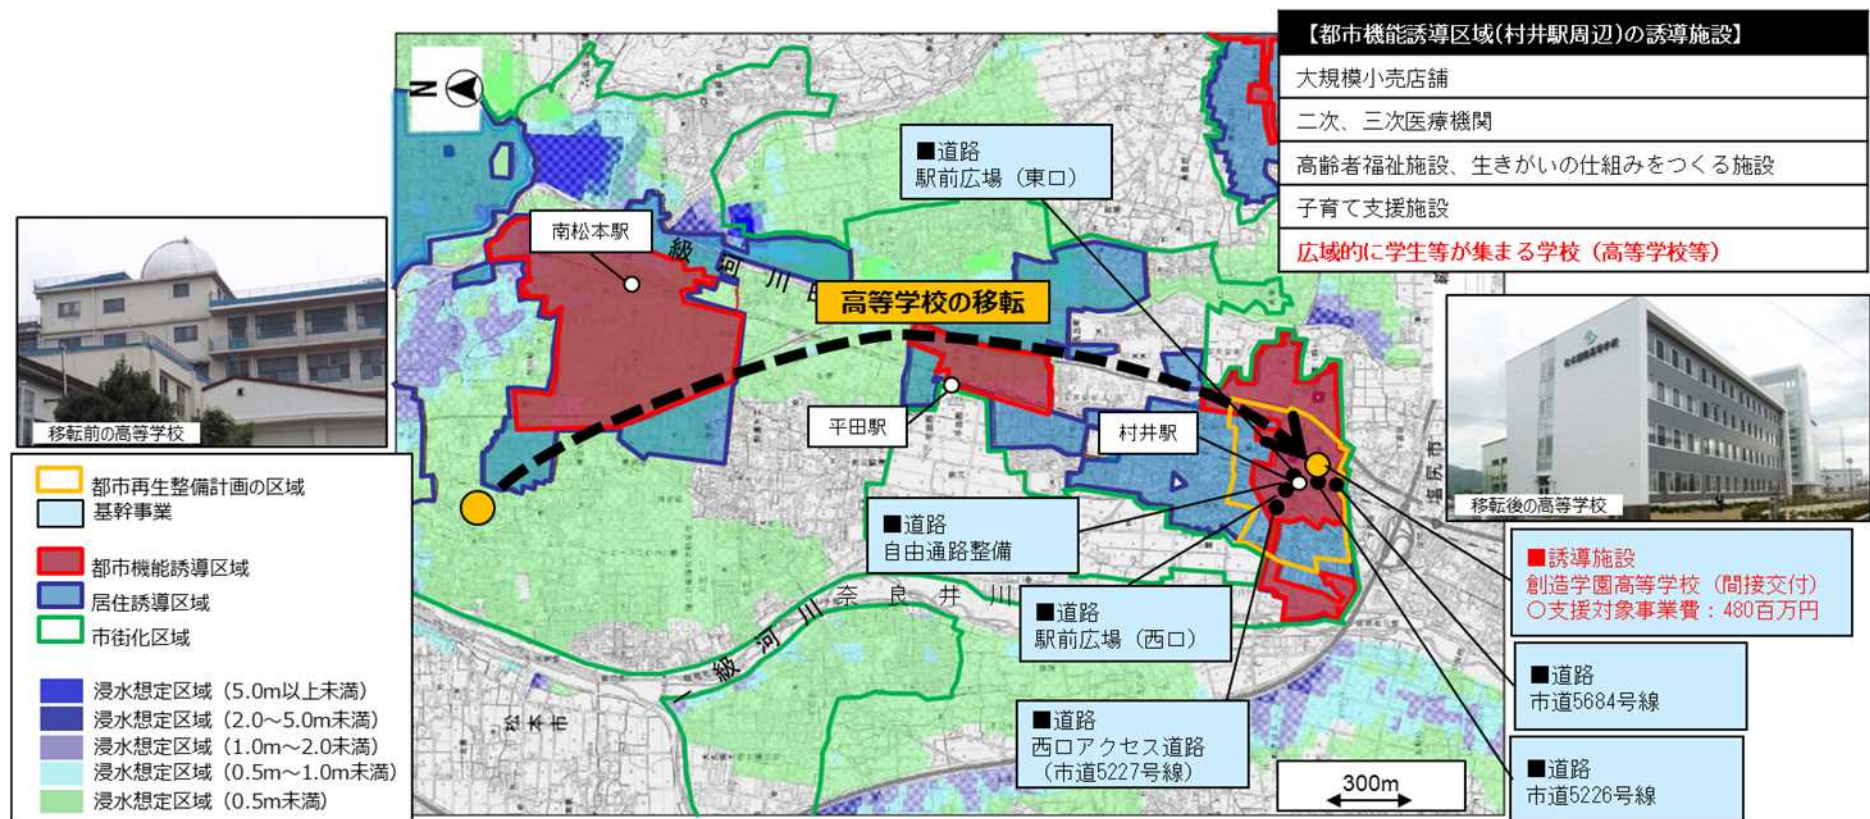 【都市機能誘導区域(村井駅周辺)の誘導施設】
大規模小売店舗
二次、三次医療機関
高齢者福祉施設、生きがいの仕組みをつくる施設
子育て支援施設
広域的に学生等が集まる学校（高等学校等）
N
■道路
駅前広場（東口）
南松本駅
級河川
高等学校の移転
平田駅
村井駅
塩尻市
移転前の高等学校
移転後の高等学校
都市再生整備計画の区域
基幹事業
都市機能誘導区域
居住誘導区域
市街化区域
浸水想定区域（5.0m以上未満）
浸水想定区域（2.0～5.0m未満）
浸水想定区域（1.0m～2.0未満）
浸水想定区域（0.5m～1.0m未満）
浸水想定区域（0.5m未満）
■道路
自由通路整備
一級河川奈良井川
■道路
駅前広場（西口）
松本市
■道路
西口アクセス道路
（市道5227号線）
■誘導施設
創造学園高等学校（間接交付）
○支援対象事業費：480百万円
■道路
市道5684号線
■道路
市道5226号線
300m